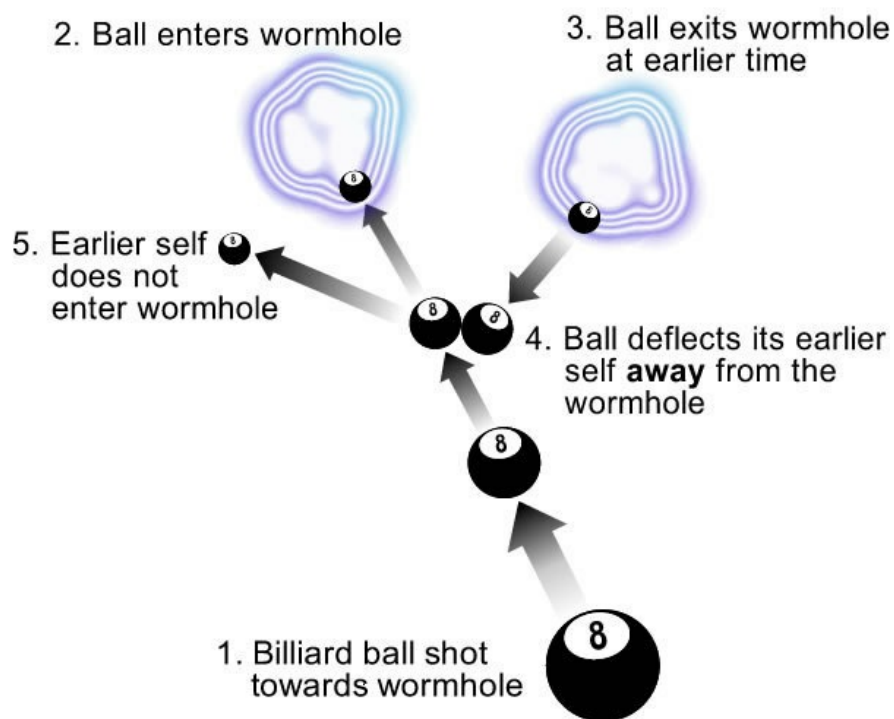 2. Ball enters wormhole
3. Ball exits wormhole
at earlier time
8
8
5. Earlier self
does not
enter wormhole
8
8
8
4. Ball deflects its earlier
self away from the
wormhole
8
8
1. Billiard ball shot
towards wormhole